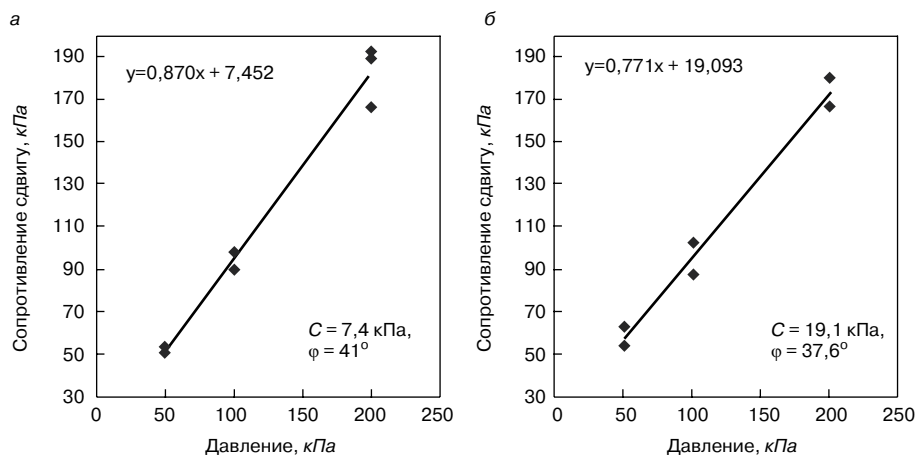 а
190
170
150
130
110
90
70
50
30
0
50
100
150
200
250
Сопротивление сдвигу, кПа
Давление, кПа
y=0,870x + 7,452
C = 7,4 кПа,
φ = 41°
б
190
170
150
130
110
90
70
50
30
0
50
100
150
200
250
Сопротивление сдвигу, кПа
Давление, кПа
y=0,771x + 19,093
C = 19,1 кПа,
φ = 37,6°